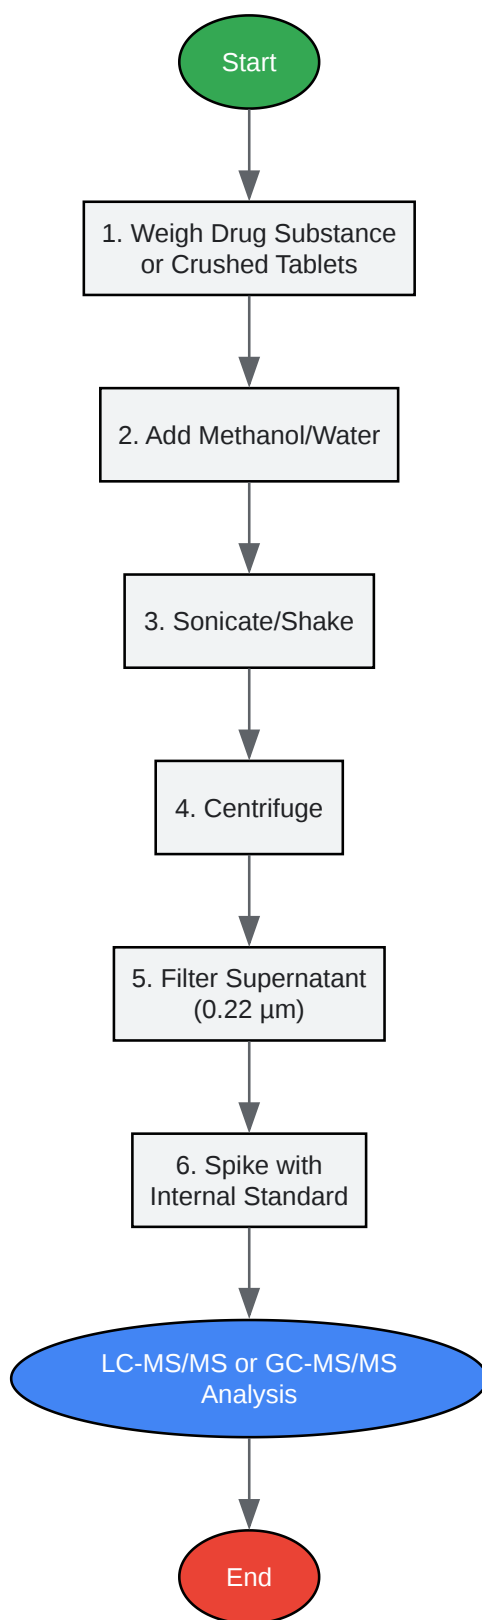 Start
1. Weigh Drug Substance
or Crushed Tablets
2. Add Methanol/Water
3. Sonicate/Shake
4. Centrifuge
5. Filter Supernatant
(0.22 µm)
6. Spike with
Internal Standard
LC-MS/MS or GC-MS/MS
Analysis
End